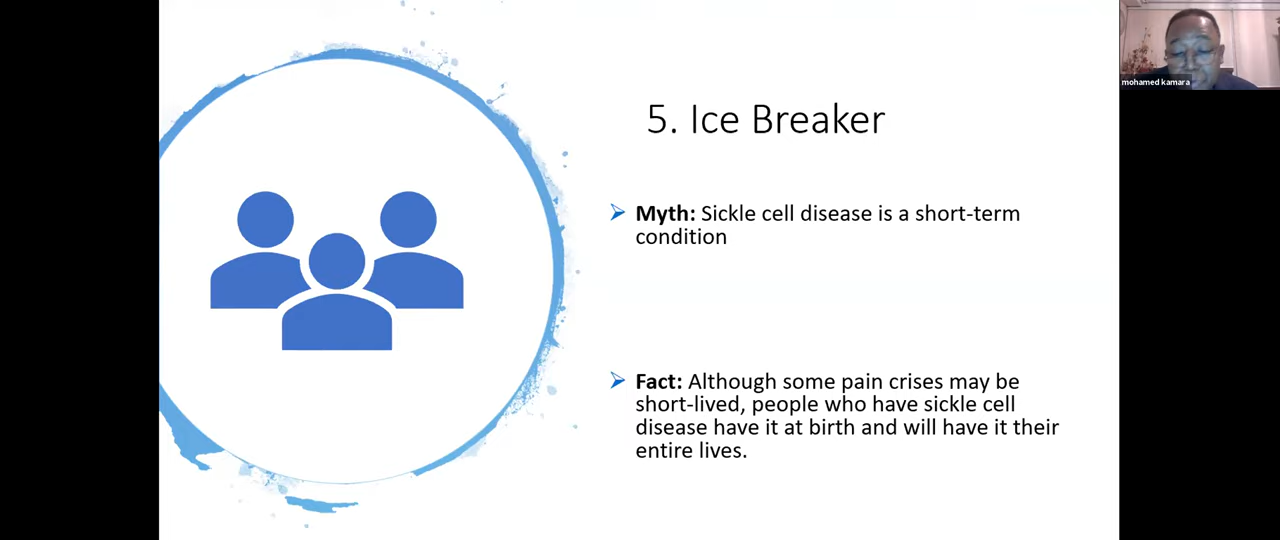 5. Ice Breaker
Myth: Sickle cell disease is a short-term
condition
Fact: Although some pain crises may be
short-lived, people who have sickle cell
disease have it at birth and will have it their
entire lives.
mohamed kamara